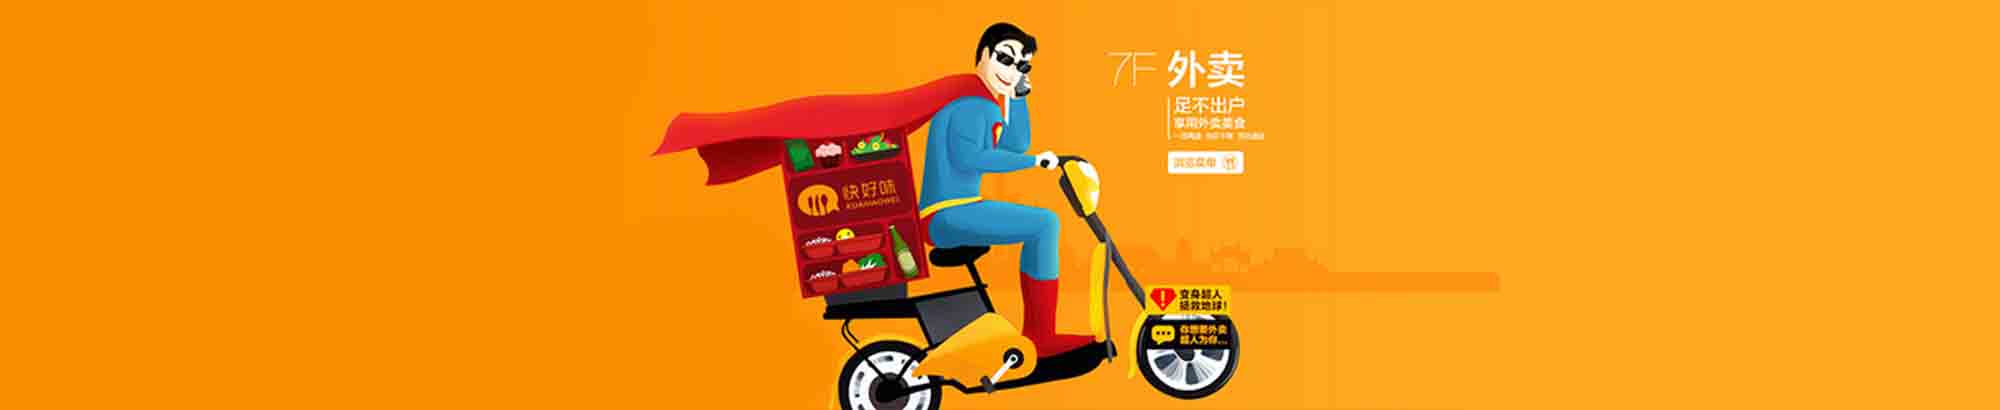 7F 外卖
足不出户
享用外卖美食
浏览菜单
快好味
KUAIHAOWEI
变身超人
拯救地球!
你想要外卖
超人为你...